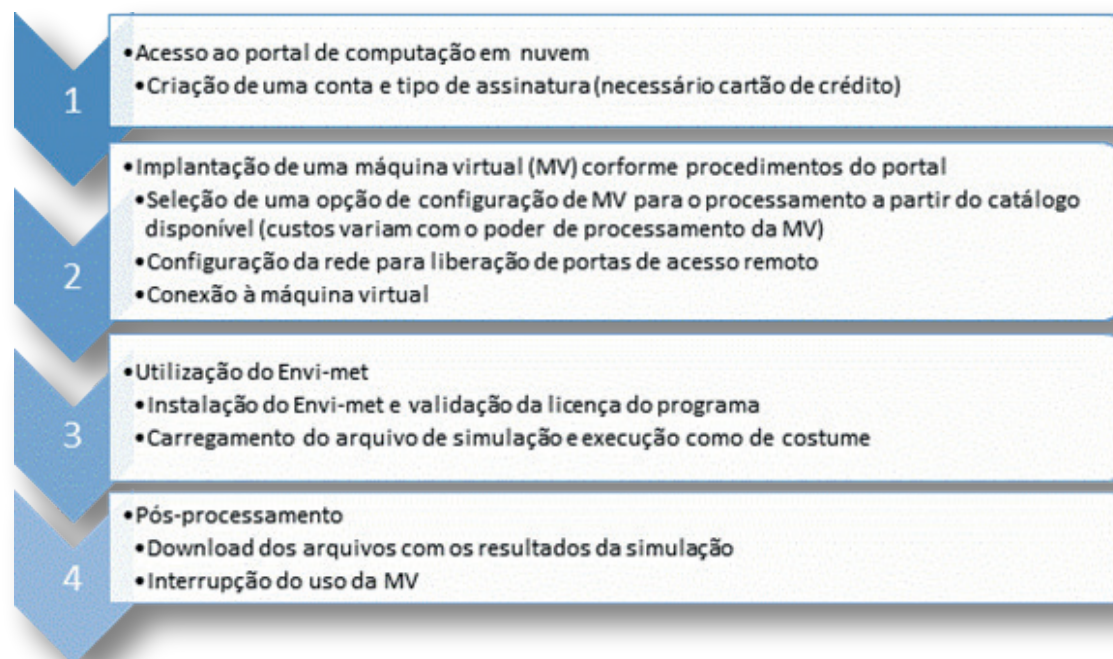 1
•Acesso ao portal de computação em nuvem
•Criação de uma conta e tipo de assinatura (necessário cartão de crédito)
2
•Implantação de uma máquina virtual (MV) corforme procedimentos do portal
•Seleção de uma opção de configuração de MV para o processamento a partir do catálogo
disponível (custos variam com o poder de processamento da MV)
•Configuração da rede para liberação de portas de acesso remoto
•Conexão à máquina virtual
3
•Utilização do Envi-met
•Instalação do Envi-met e validação da licença do programa
•Carregamento do arquivo de simulação e execução como de costume
4
•Pós-processamento
•Download dos arquivos com os resultados da simulação
•Interrupção do uso da MV